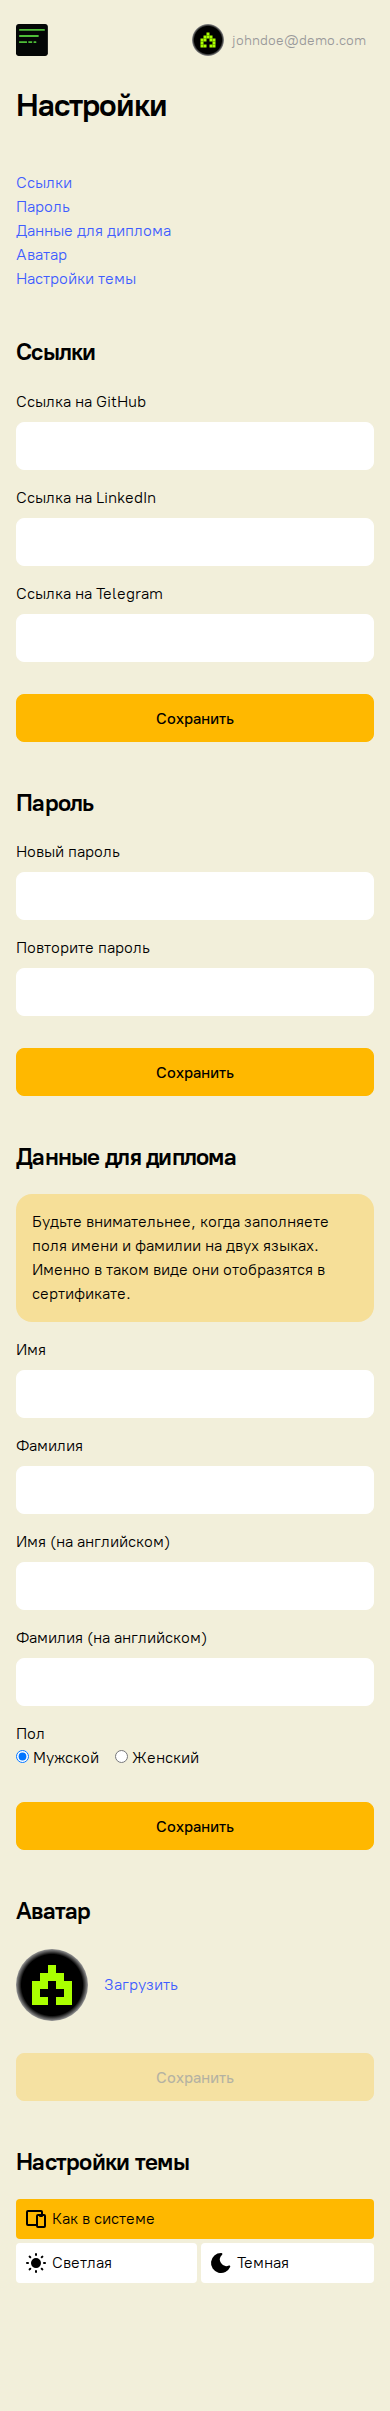 johndoe@demo.com
Настройки
Ссылки
Пароль
Данные для диплома
Аватар
Настройки темы
Ссылки
Ссылка на GitHub
Ссылка на LinkedIn
Ссылка на Telegram
Сохранить
Пароль
Новый пароль
Повторите пароль
Сохранить
Данные для диплома
Будьте внимательнее, когда заполняете
поля имени и фамилии на двух языках.
Именно в таком виде они отобразятся в
сертификате.
Имя
Фамилия
Имя (на английском)
Фамилия (на английском)
Пол
Мужской Женский
Сохранить
Аватар
Загрузить
Сохранить
Настройки темы
Как в системе
Светлая Темная